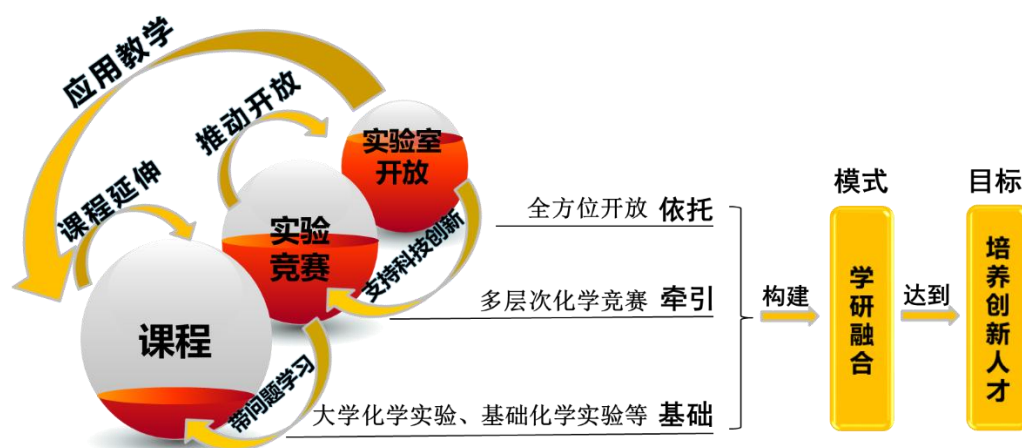 应用教学
推动开放
课程延伸
实验室
开放
实验
竞赛
课程
支持科技创新
带问题学习
全方位开放 依托
多层次化学竞赛 牵引
大学化学实验、基础化学实验等 基础
构建
模式
学研融合
达到
目标
培养创新人才